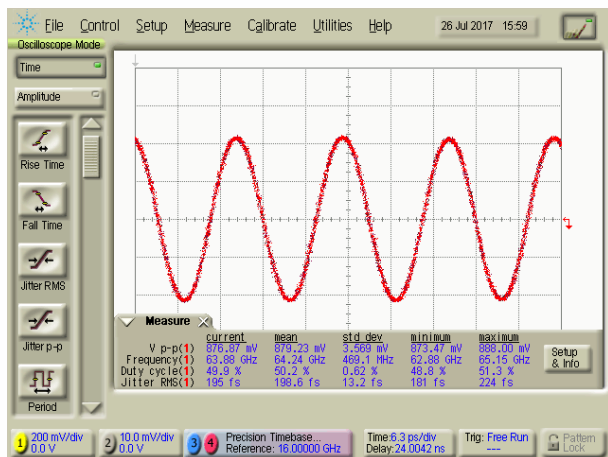 File Control Setup Measure Calibrate Utilities Help 26 Jul 2017 15:59
Oscilloscope Mode
Time
Amplitude
Rise Time
Fall Time
Jitter RMS
Jitter p-p
Period
Measure
current mean std dev minimum maximum
V p-p(1) 876.87 mV 879.23 mV 3.569 mV 873.47 mV 888.00 mV
Frequency(1) 63.88 GHz 64.24 GHz 469.1 MHz 62.88 GHz 65.15 GHz
Duty cycle(1) 49.9 % 50.2 % 0.62 % 48.8 % 51.3 %
Jitter RMS(1) 195 fs 198.6 fs 13.2 fs 181 fs 224 fs
Setup
& Info
1 200 mV/div
0.0 V
2 10.0 mV/div
0.0 V
3 4 Precision Timebase...
Reference: 16.00000 GHz
Time:6.3 ps/div
Delay:24.0042 ns
Trig: Free Run
---
Pattern
Lock